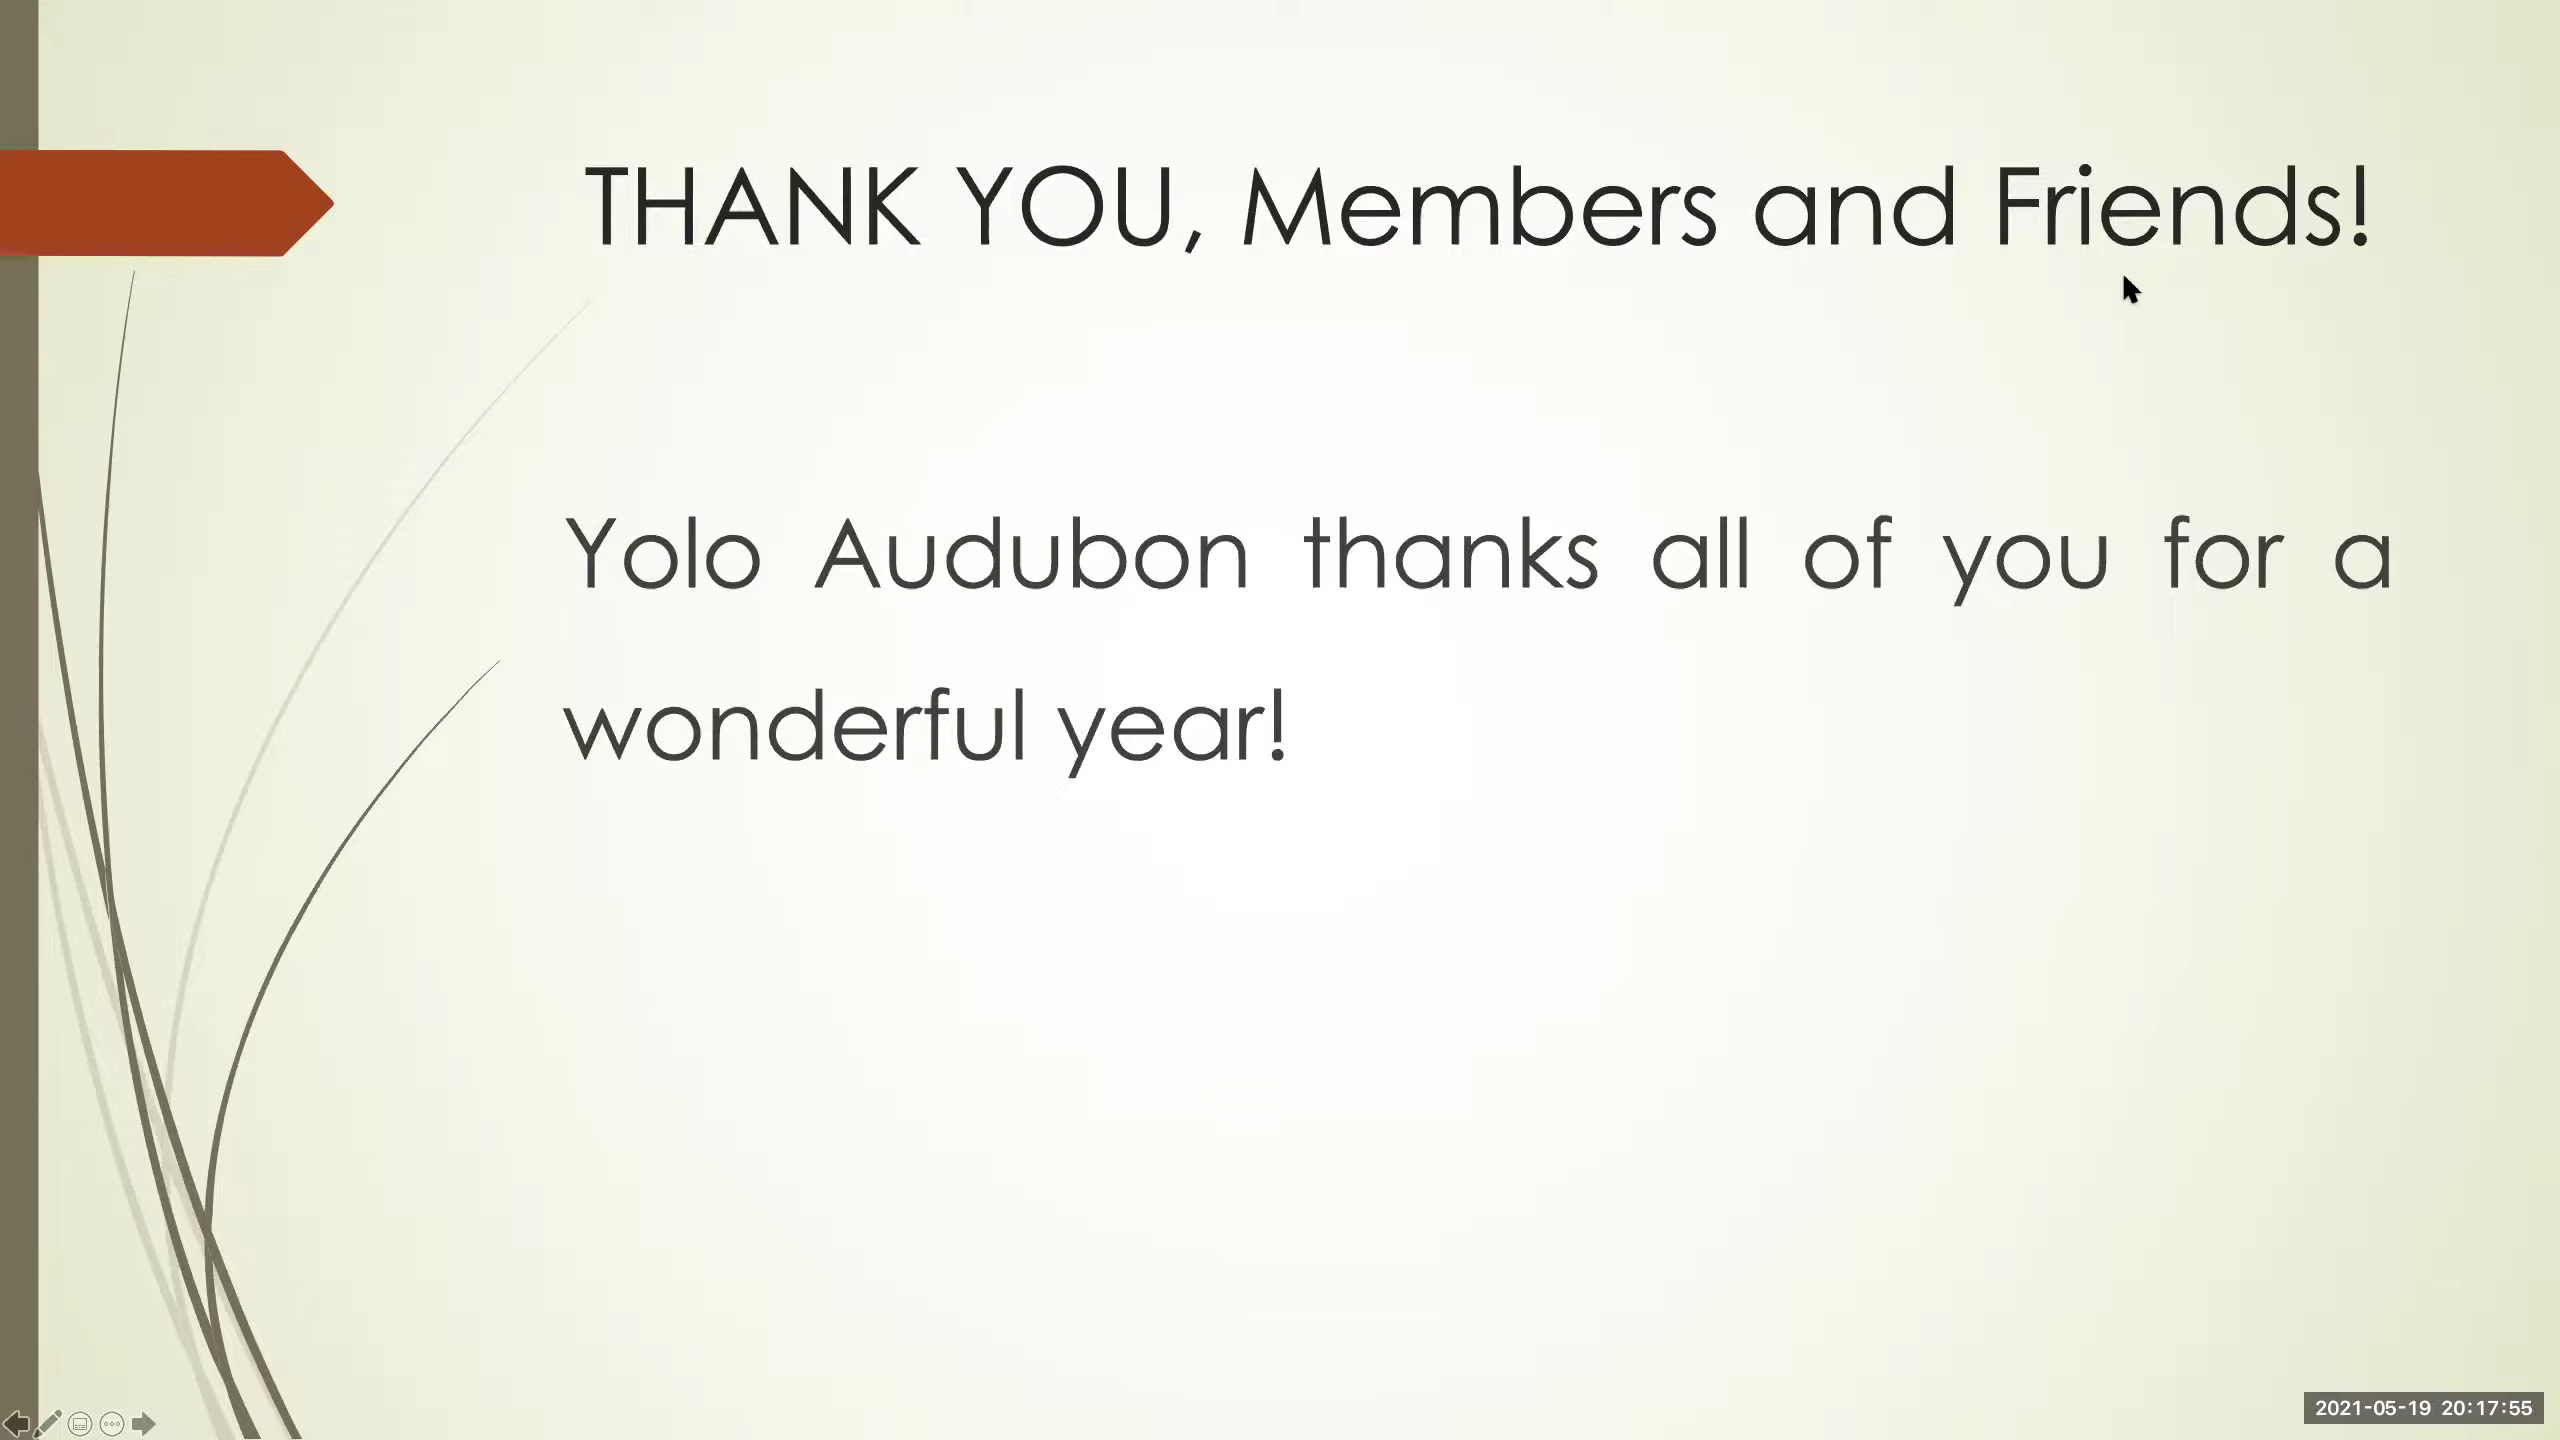 THANK YOU, Members and Friends!
Yolo Audubon thanks all of you for a
wonderful year!
2021-05-19 20:17:55